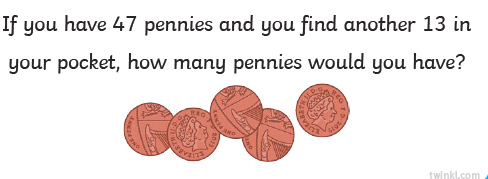 If you have 47 pennies and you find another 13 in
your pocket, how many pennies would you have?
twinkl.com